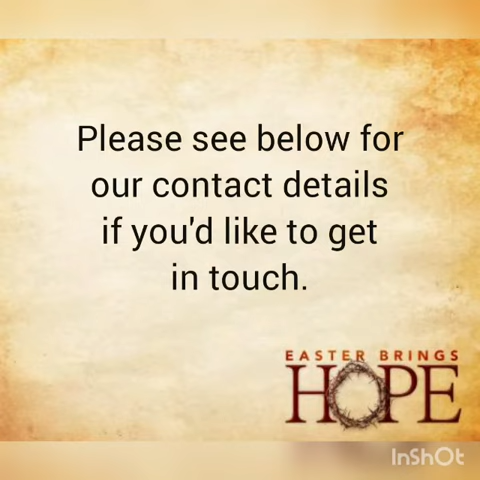 Please see below for
our contact details
if you'd like to get
in touch.
EASTER BRINGS
HOPE
InShOt